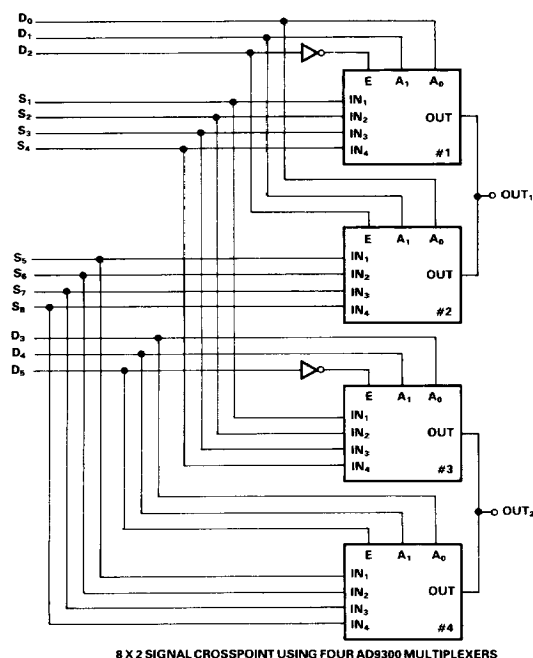 D₀
D₁
D₂
E A₁ A₀
S₁
S₂
S₃
S₄
IN₁
IN₂
IN₃
IN₄
OUT
#1
OUT₁
E A₁ A₀
S₅
S₆
S₇
S₈
IN₁
IN₂
IN₃
IN₄
OUT
#2
D₃
D₄
D₅
E A₁ A₀
IN₁
IN₂
IN₃
IN₄
OUT
#3
OUT₂
E A₁ A₀
IN₁
IN₂
IN₃
IN₄
OUT
#4
8 X 2 SIGNAL CROSSPOINT USING FOUR AD9300 MULTIPLEXERS